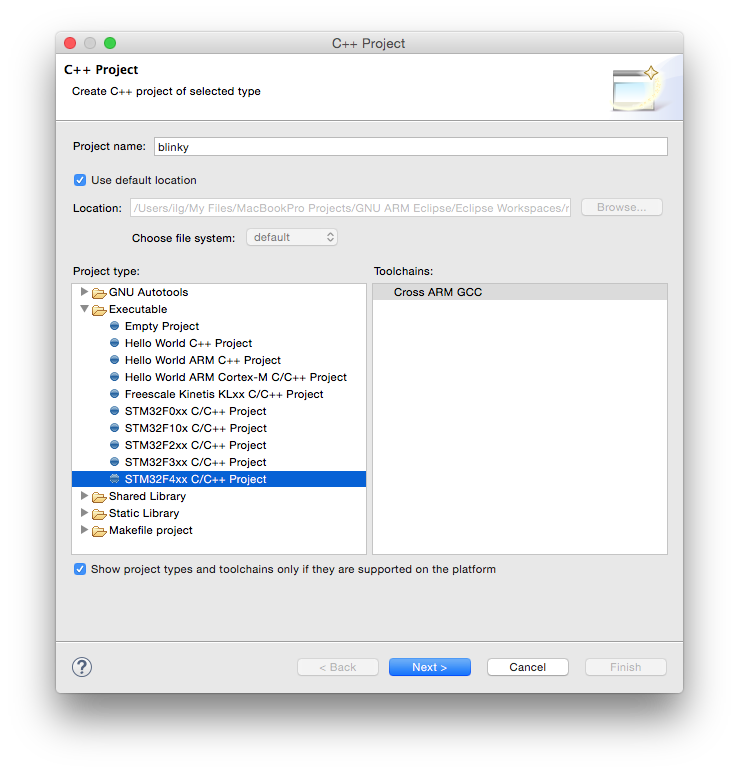 C++ Project
C++ Project
Create C++ project of selected type
Project name: blinky
Use default location
Location: /Users/ilg/My Files/MacBookPro Projects/GNU ARM Eclipse/Eclipse Workspaces/r Browse...
Choose file system: default
Project type: Toolchains:
GNU Autotools Cross ARM GCC
Executable
Empty Project
Hello World C++ Project
Hello World ARM C++ Project
Hello World ARM Cortex-M C/C++ Project
Freescale Kinetis KLxx C/C++ Project
STM32F0xx C/C++ Project
STM32F10x C/C++ Project
STM32F2xx C/C++ Project
STM32F3xx C/C++ Project
STM32F4xx C/C++ Project
Shared Library
Static Library
Makefile project
Show project types and toolchains only if they are supported on the platform
? < Back Next > Cancel Finish